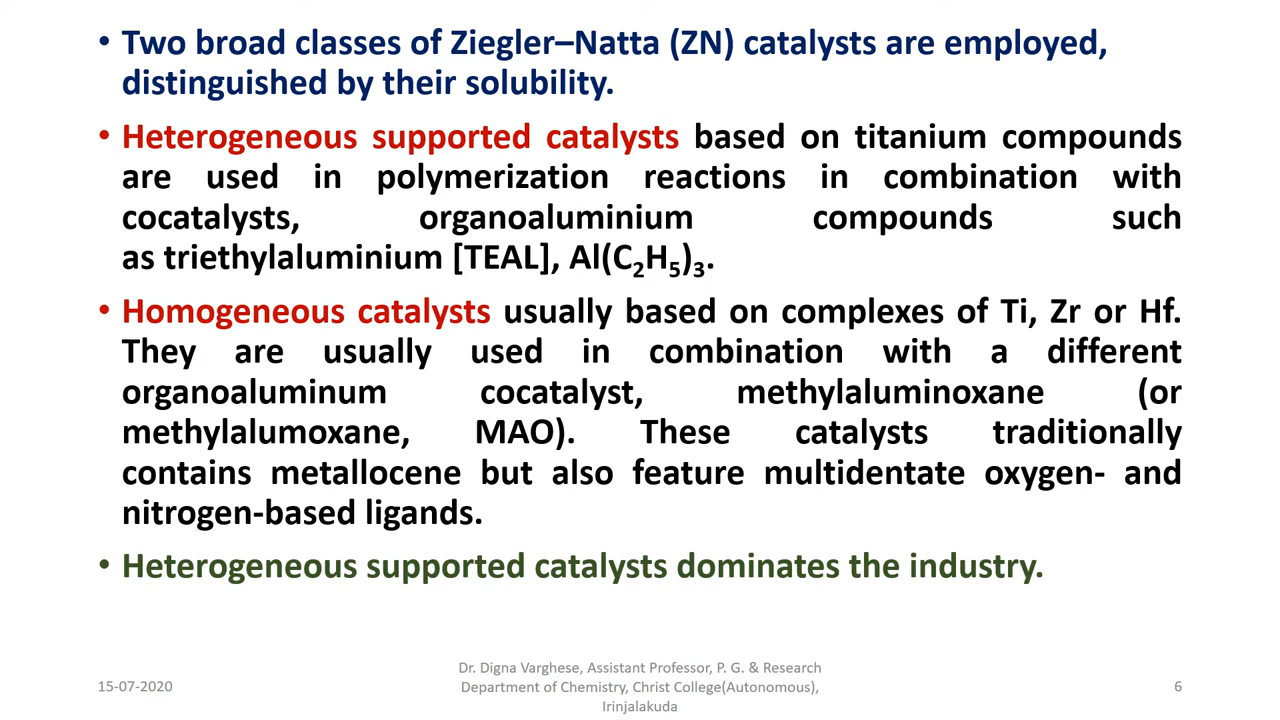 • Two broad classes of Ziegler–Natta (ZN) catalysts are employed,
distinguished by their solubility.
• Heterogeneous supported catalysts based on titanium compounds
are used in polymerization reactions in combination with
cocatalysts, organoaluminium compounds such
as triethylaluminium [TEAL], Al(C₂H₅)₃.
• Homogeneous catalysts usually based on complexes of Ti, Zr or Hf.
They are usually used in combination with a different
organoaluminum cocatalyst, methylaluminoxane (or
methylalumoxane, MAO). These catalysts traditionally
contains metallocene but also feature multidentate oxygen- and
nitrogen-based ligands.
• Heterogeneous supported catalysts dominates the industry.
15-07-2020
Dr. Digna Varghese, Assistant Professor, P. G. & Research
Department of Chemistry, Christ College(Autonomous),
Irinjalakuda
6